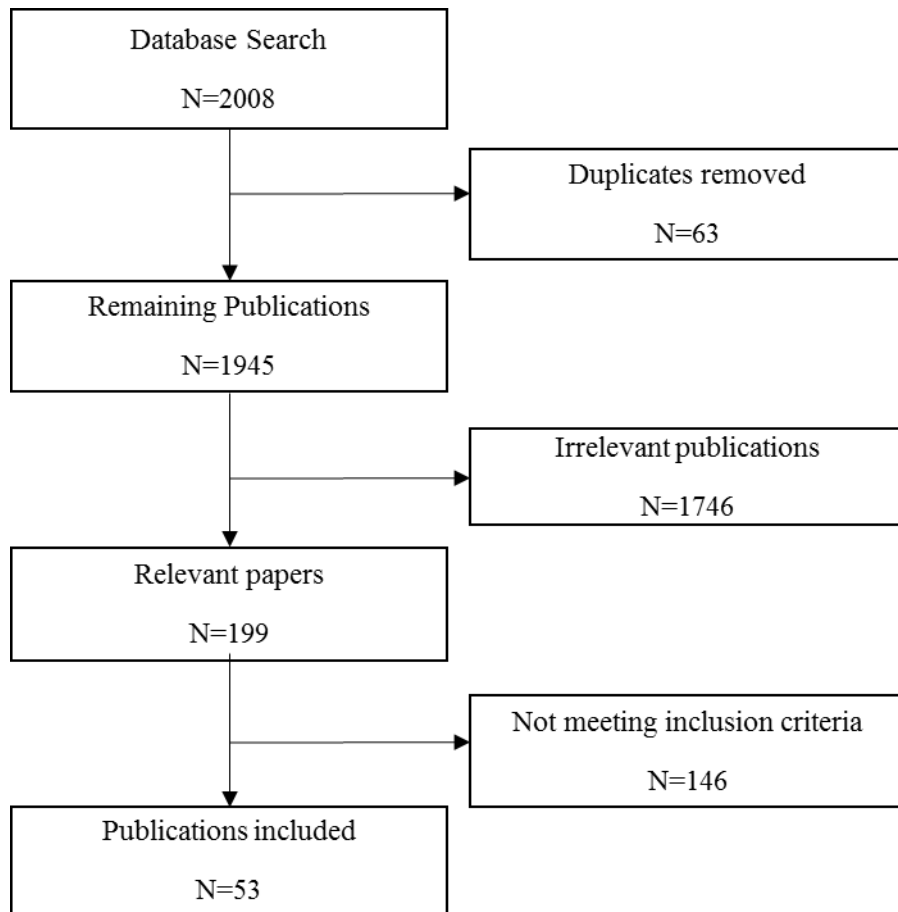 Database Search
N=2008
Duplicates removed
N=63
Remaining Publications
N=1945
Irrelevant publications
N=1746
Relevant papers
N=199
Not meeting inclusion criteria
N=146
Publications included
N=53